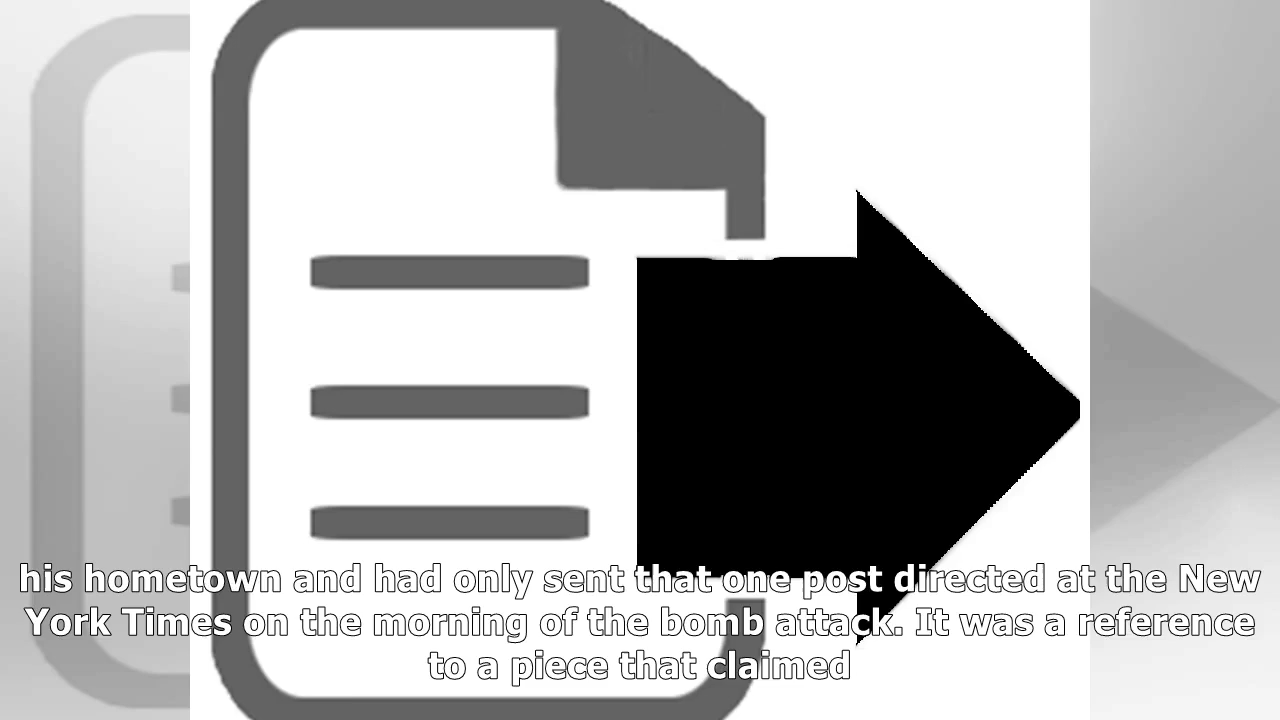 his hometown and had only sent that one post directed at the New
York Times on the morning of the bomb attack. It was a reference
to a piece that claimed